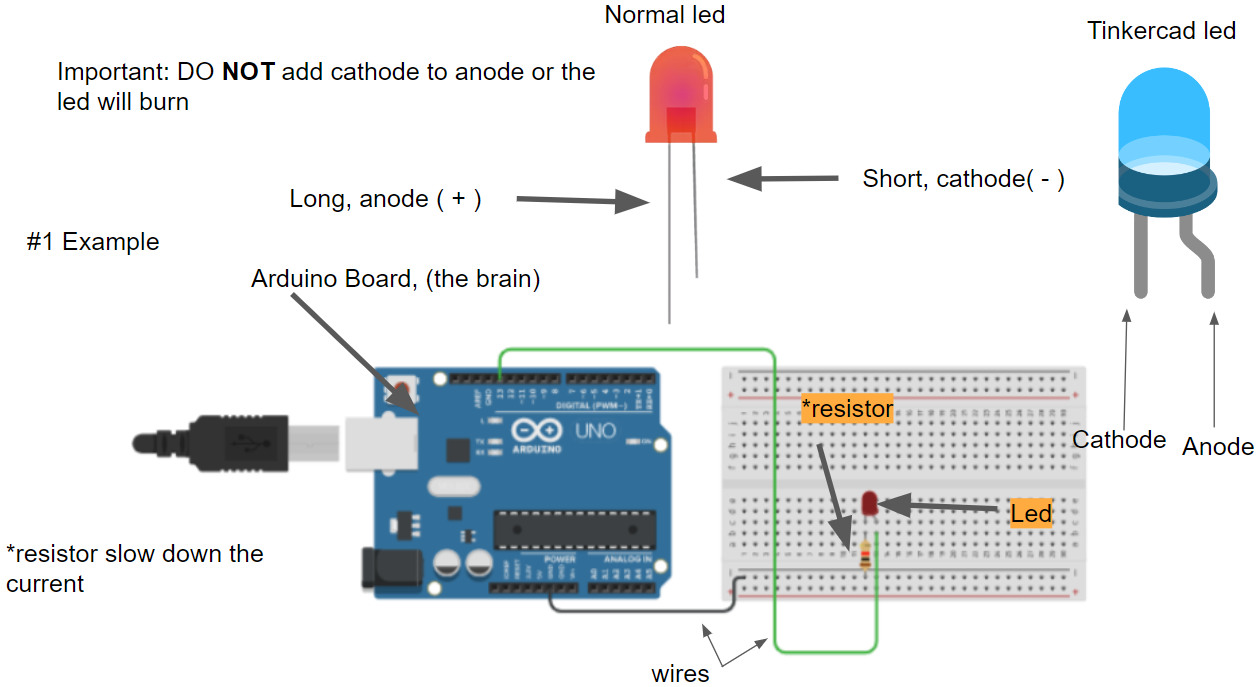 Normal led
Tinkercad led
Important: DO NOT add cathode to anode or the
led will burn
Short, cathode( - )
Long, anode ( + )
#1 Example
Arduino Board, (the brain)
*resistor
Cathode
Anode
DIGITAL (PWM~)
UNO
ARDUINO
Led
*resistor slow down the
current
POWER
ANALOG IN
wires